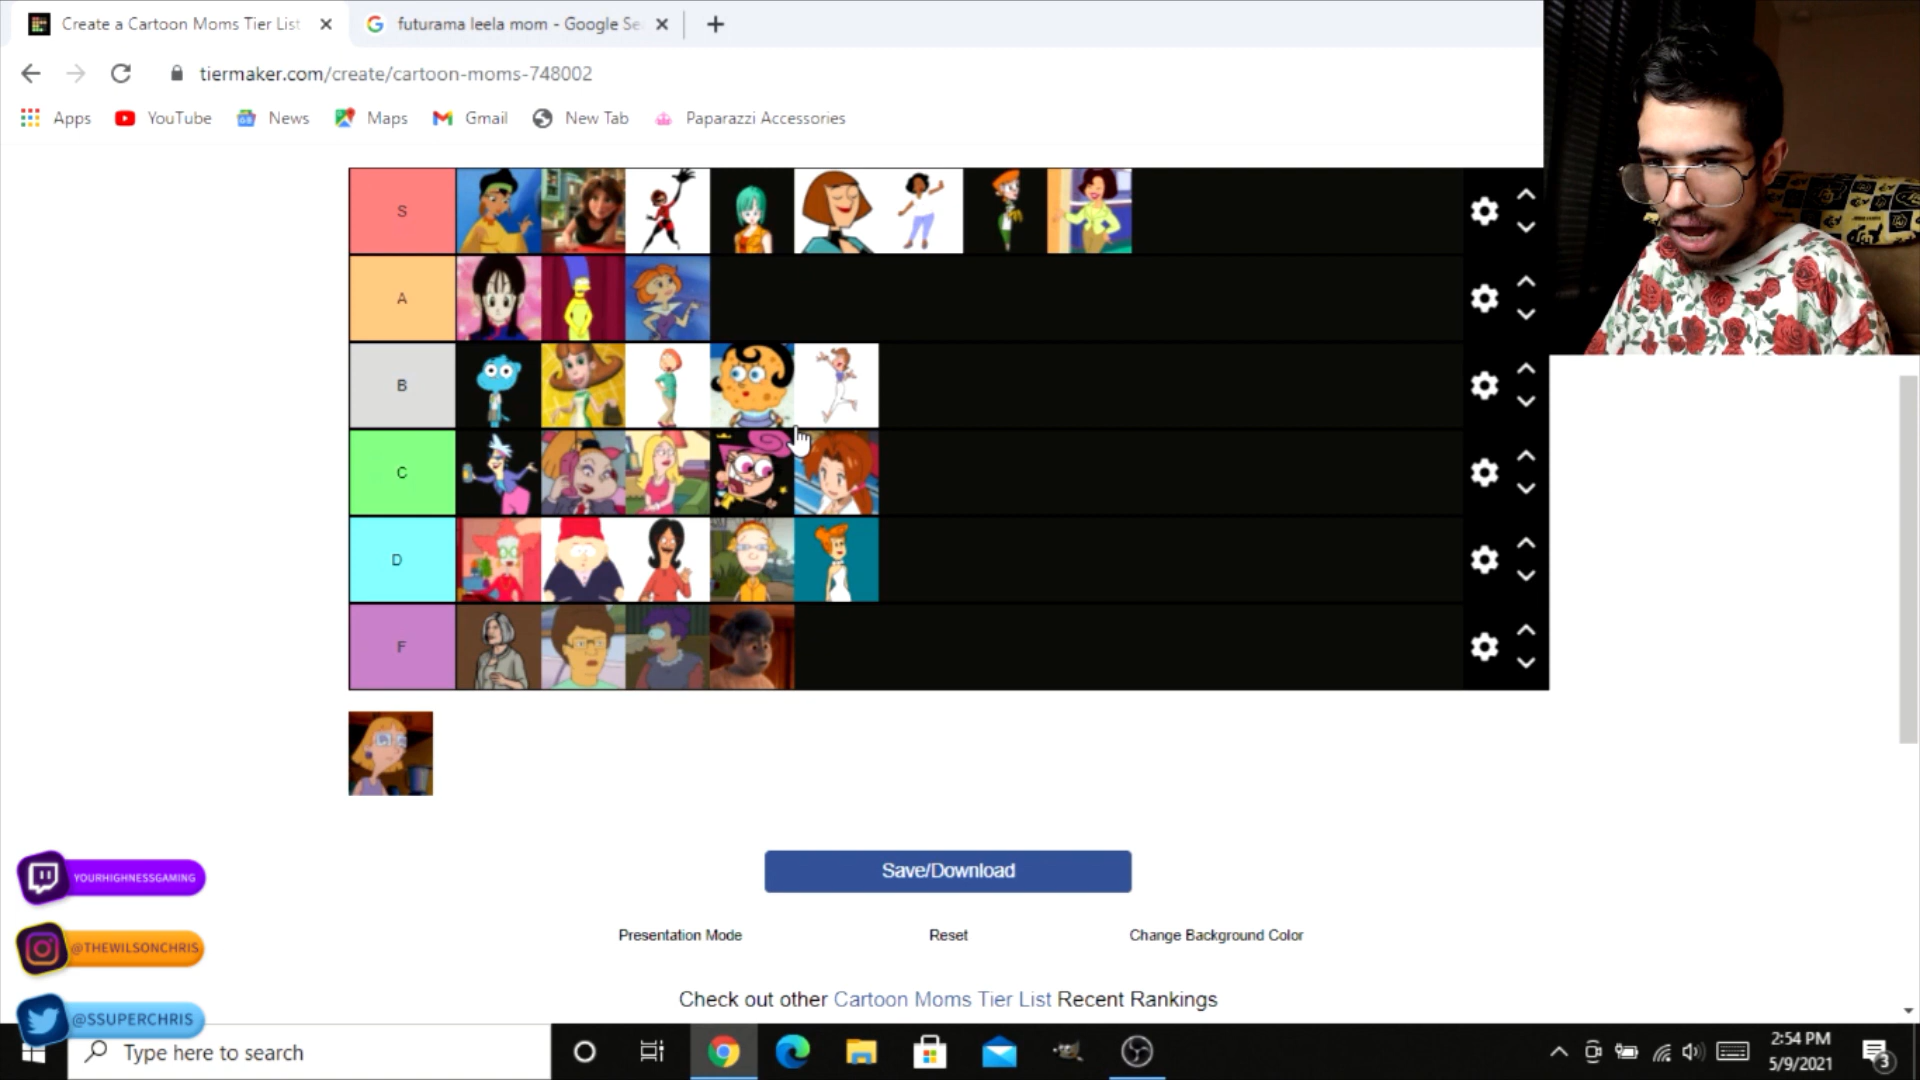 Create a Cartoon Moms Tier List
futurama leela mom - Google Se
tiermaker.com/create/cartoon-moms-748002
Apps YouTube News Maps Gmail New Tab Paparazzi Accessories
S
A
B
C
D
F
Save/Download
Presentation Mode Reset Change Background Color
Check out other Cartoon Moms Tier List Recent Rankings
YOURHIGHNESSGAMING
@THEWILSONCHRIS
@SSUPERCHRIS
Type here to search
2:54 PM
5/9/2021
3